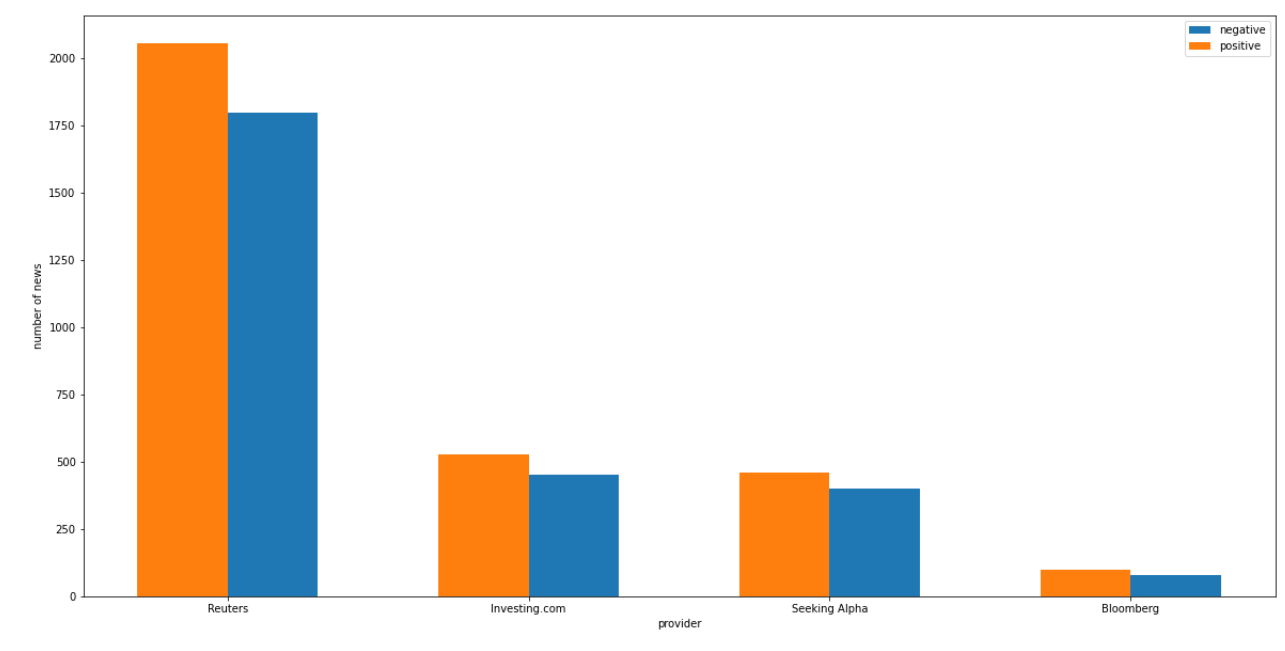 negative
positive
2000
1750
1500
1250
1000
750
500
250
0
number of news
Reuters Investing.com Seeking Alpha Bloomberg
provider